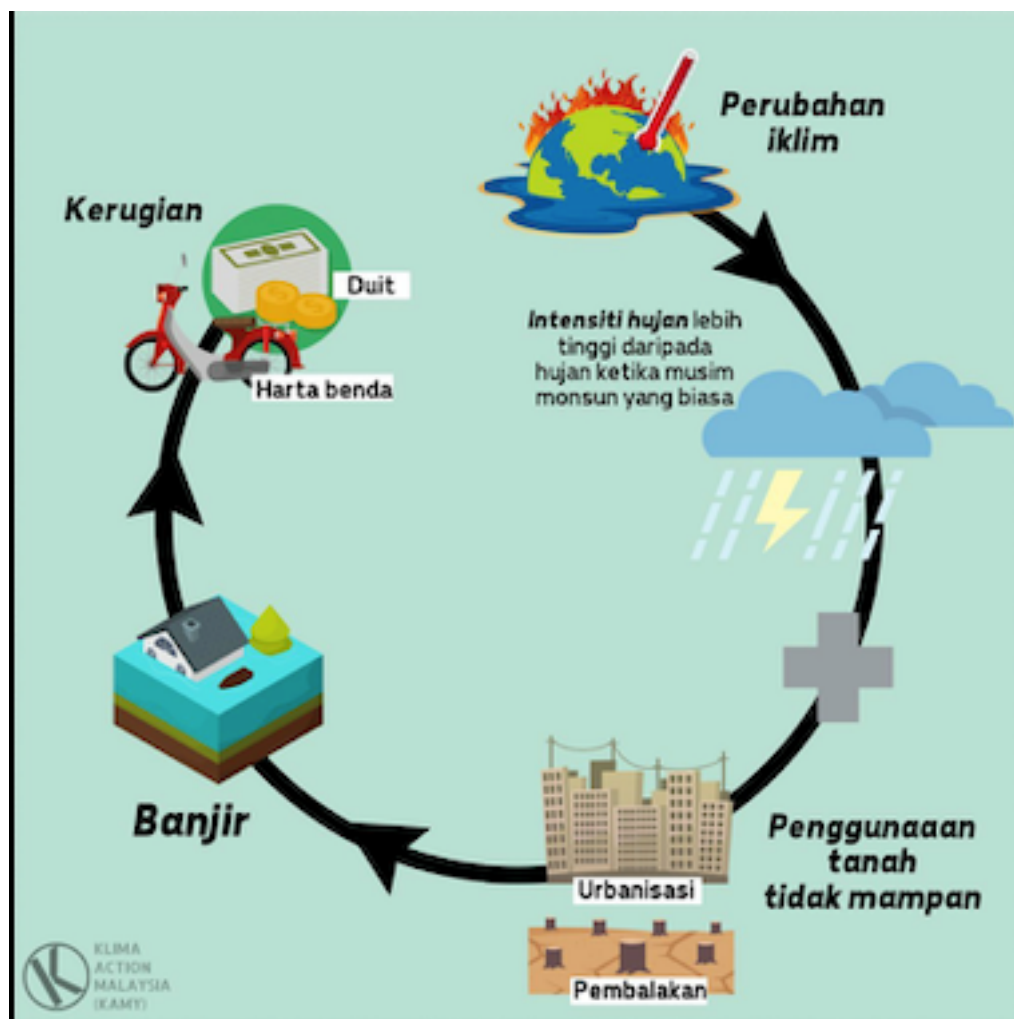 Perubahan
iklim
Intensiti hujan lebih
tinggi daripada
hujan ketika musim
monsun yang biasa
Penggunaaan
tanah
tidak mampan
Urbanisasi
Pembalakan
Banjir
Kerugian
Duit
Harta benda
KLIMA
ACTION
MALAYSIA
(KAMY)